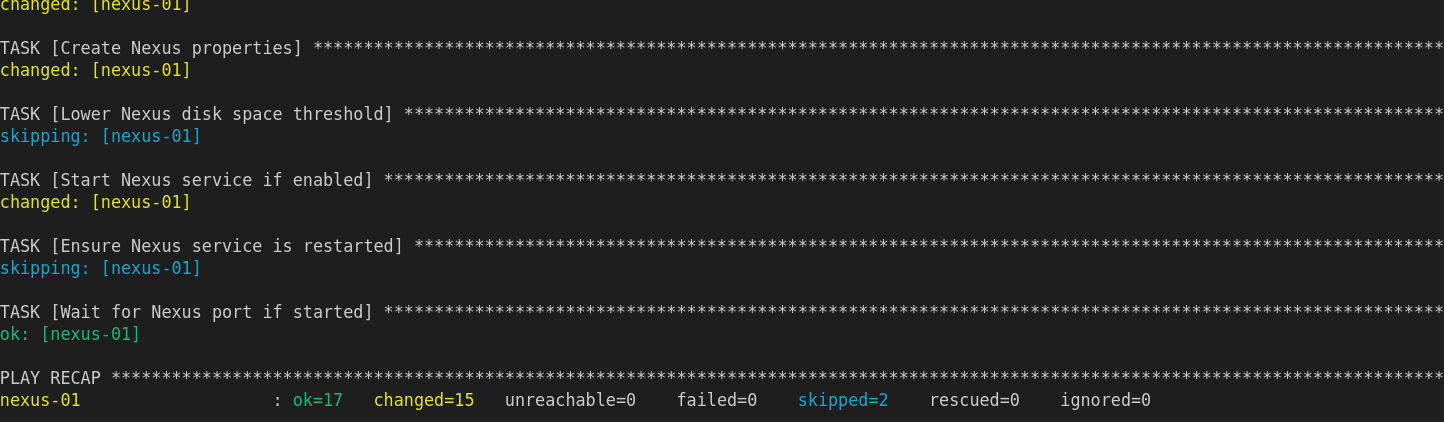 changed: [nexus-01]
TASK [Create Nexus properties] ****************************************************************************************************************
changed: [nexus-01]
TASK [Lower Nexus disk space threshold] *******************************************************************************************************
skipping: [nexus-01]
TASK [Start Nexus service if enabled] *********************************************************************************************************
changed: [nexus-01]
TASK [Ensure Nexus service is restarted] ******************************************************************************************************
skipping: [nexus-01]
TASK [Wait for Nexus port if started] *********************************************************************************************************
ok: [nexus-01]
PLAY RECAP ************************************************************************************************************************************
nexus-01                   : ok=17   changed=15   unreachable=0    failed=0    skipped=2    rescued=0    ignored=0